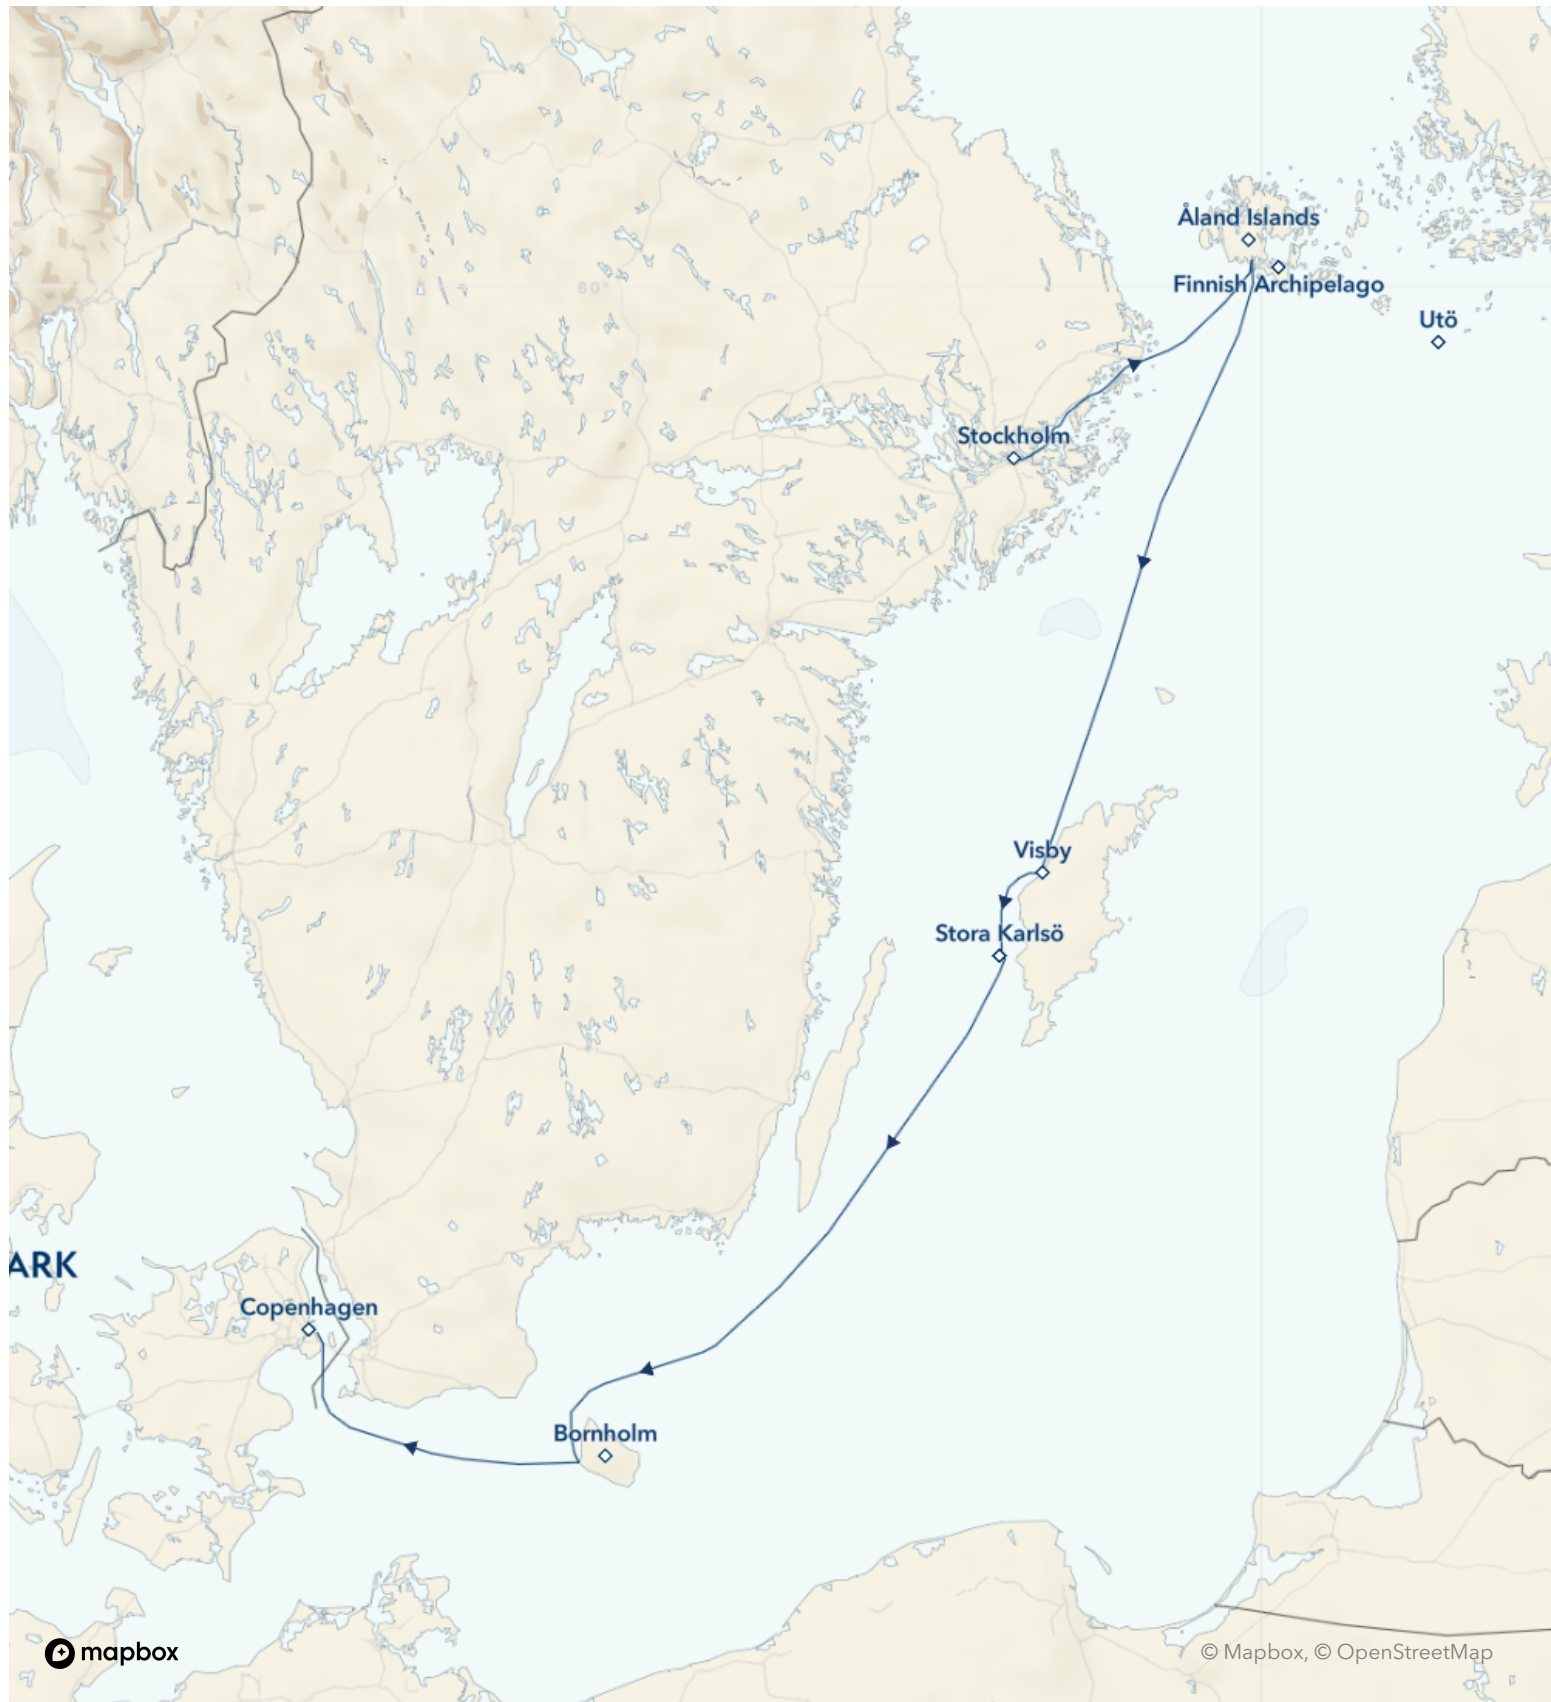 Åland Islands
Finnish Archipelago
60°
Utö
Stockholm
Visby
Stora Karlsö
ARK
Copenhagen
Bornholm
mapbox
© Mapbox, © OpenStreetMap